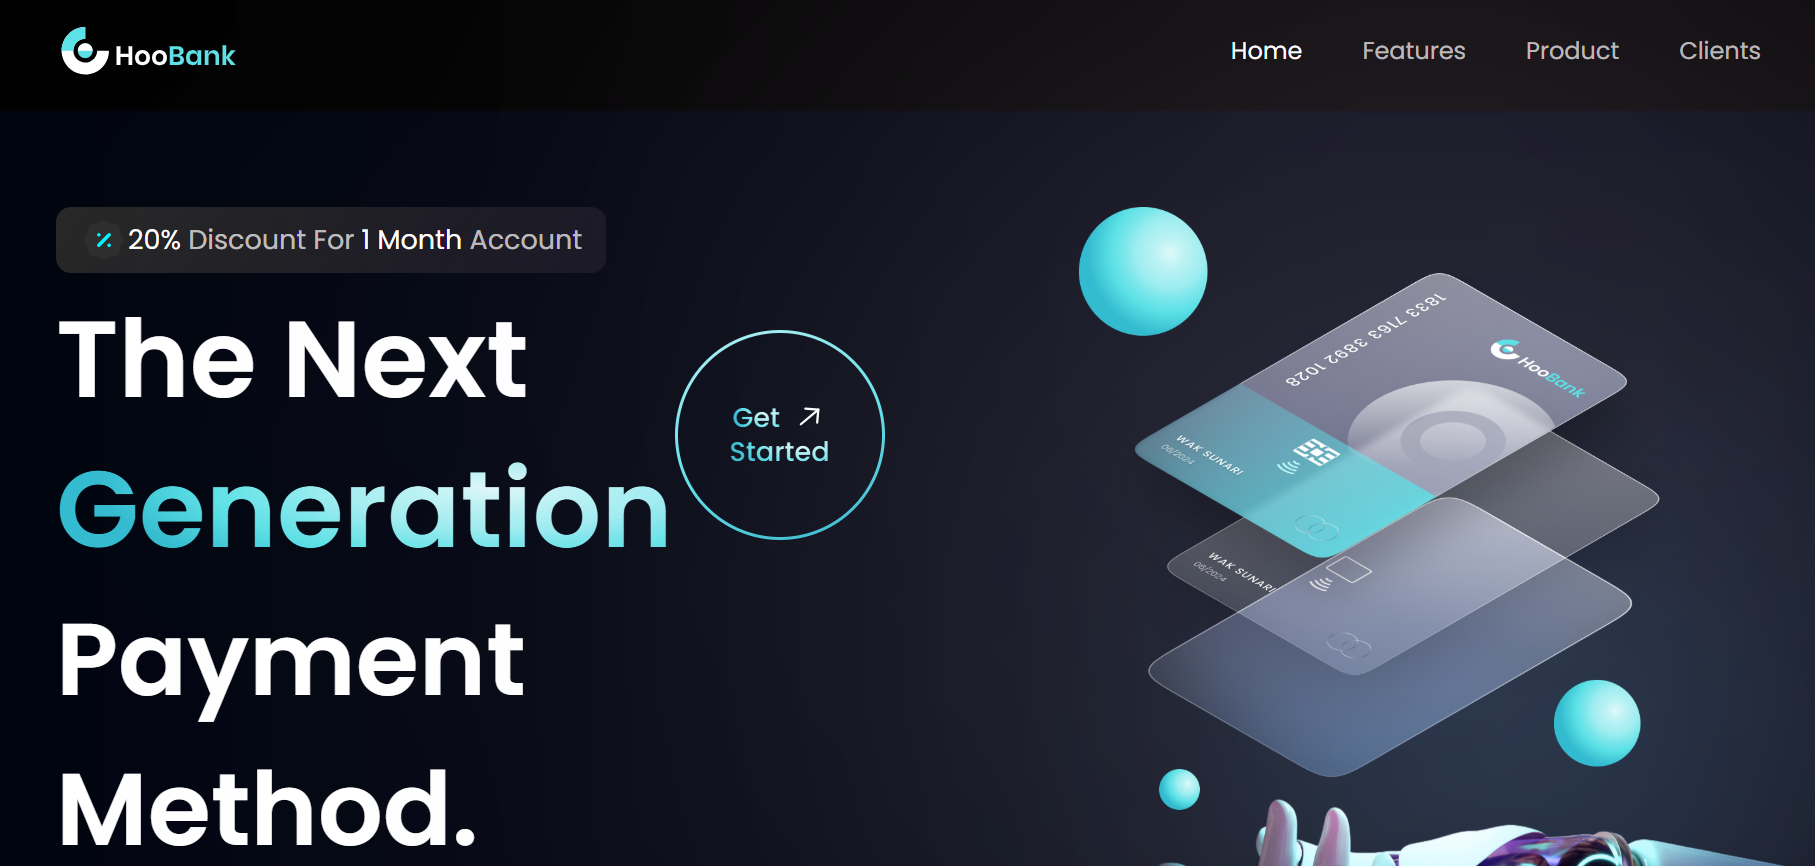 HooBank
Home
Features
Product
Clients
20% Discount For 1 Month Account
The Next
Generation
Payment
Method.
Get
Started
1833 7163 3892 1028
HooBank
WAK SUNARI
08/2024
WAK SUNARI
08/2024